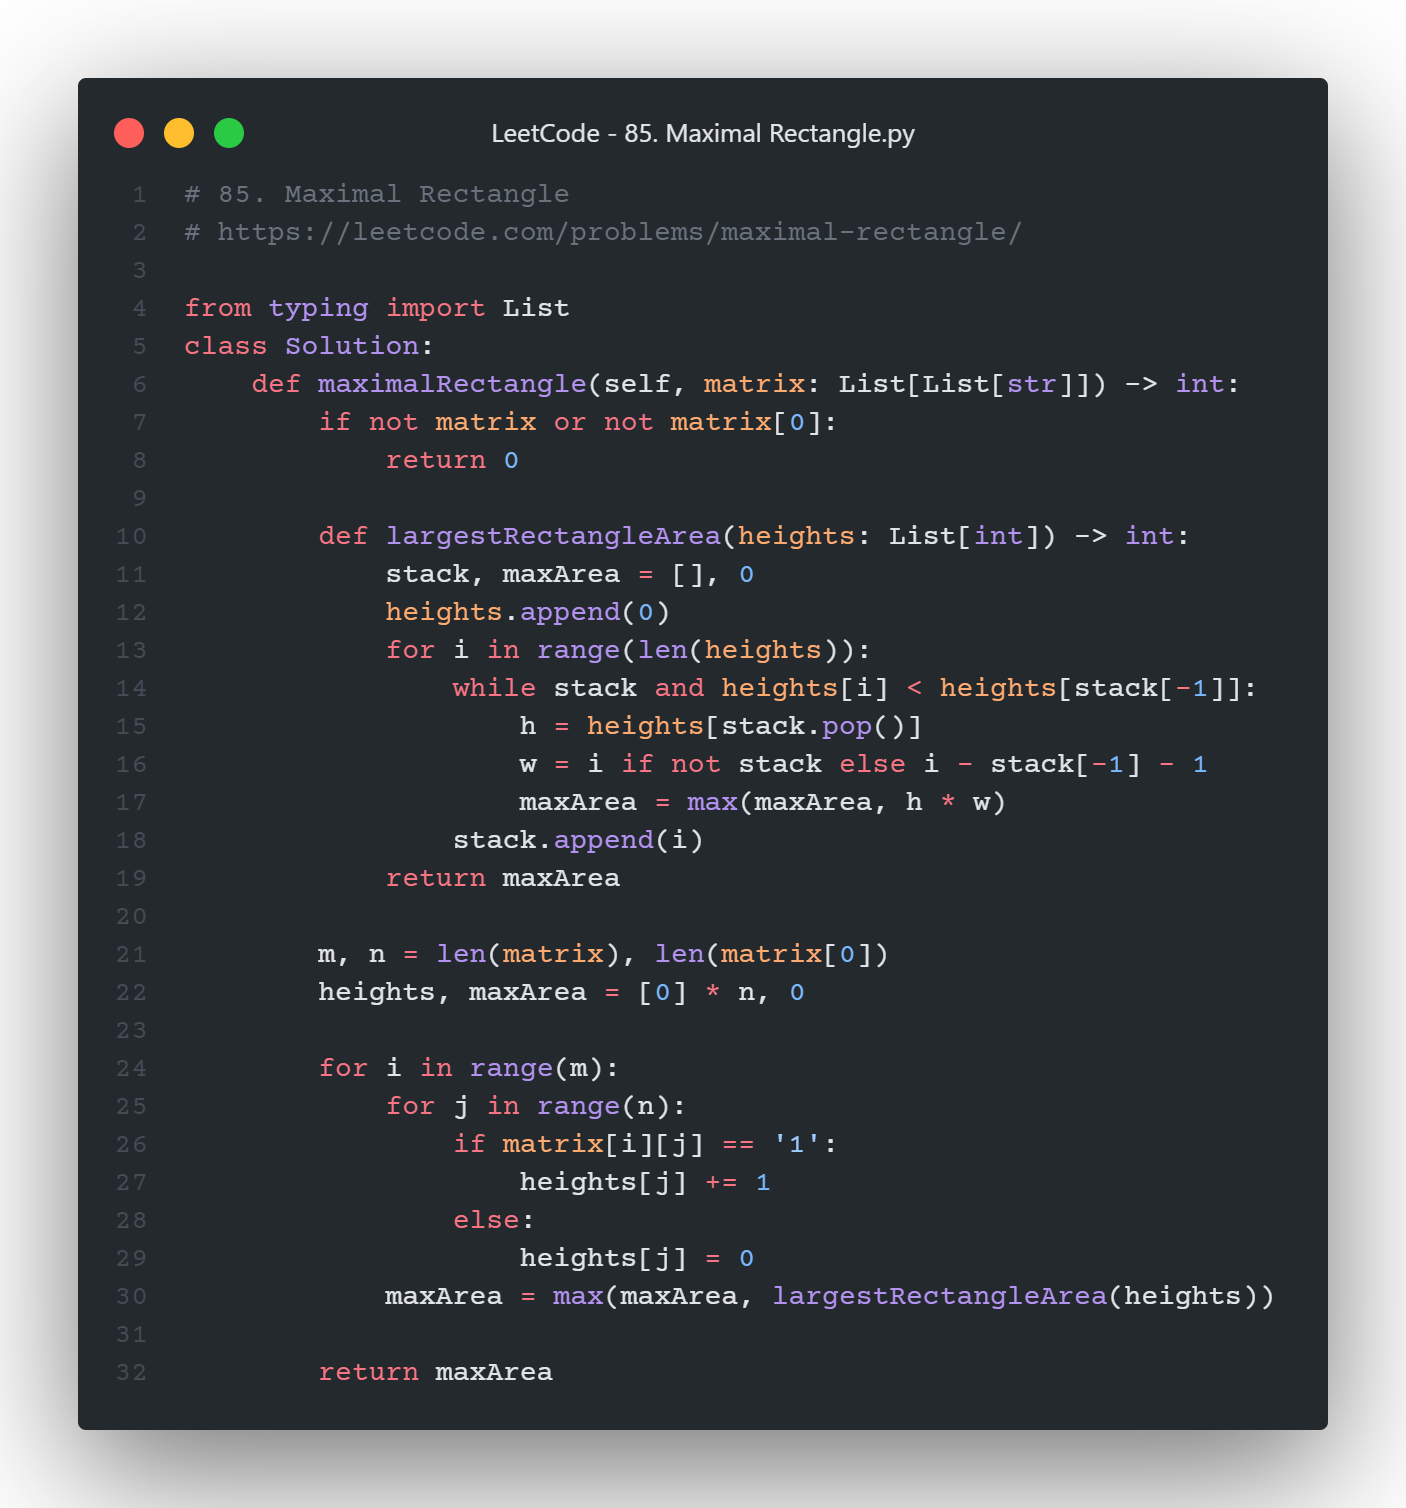 LeetCode - 85. Maximal Rectangle.py
1 # 85. Maximal Rectangle
2 # https://leetcode.com/problems/maximal-rectangle/
3
4 from typing import List
5 class Solution:
6     def maximalRectangle(self, matrix: List[List[str]]) -> int:
7         if not matrix or not matrix[0]:
8             return 0
9
10         def largestRectangleArea(heights: List[int]) -> int:
11             stack, maxArea = [], 0
12             heights.append(0)
13             for i in range(len(heights)):
14                 while stack and heights[i] < heights[stack[-1]]:
15                     h = heights[stack.pop()]
16                     w = i if not stack else i - stack[-1] - 1
17                     maxArea = max(maxArea, h * w)
18                 stack.append(i)
19             return maxArea
20
21         m, n = len(matrix), len(matrix[0])
22         heights, maxArea = [0] * n, 0
23
24         for i in range(m):
25             for j in range(n):
26                 if matrix[i][j] == '1':
27                     heights[j] += 1
28                 else:
29                     heights[j] = 0
30             maxArea = max(maxArea, largestRectangleArea(heights))
31
32         return maxArea